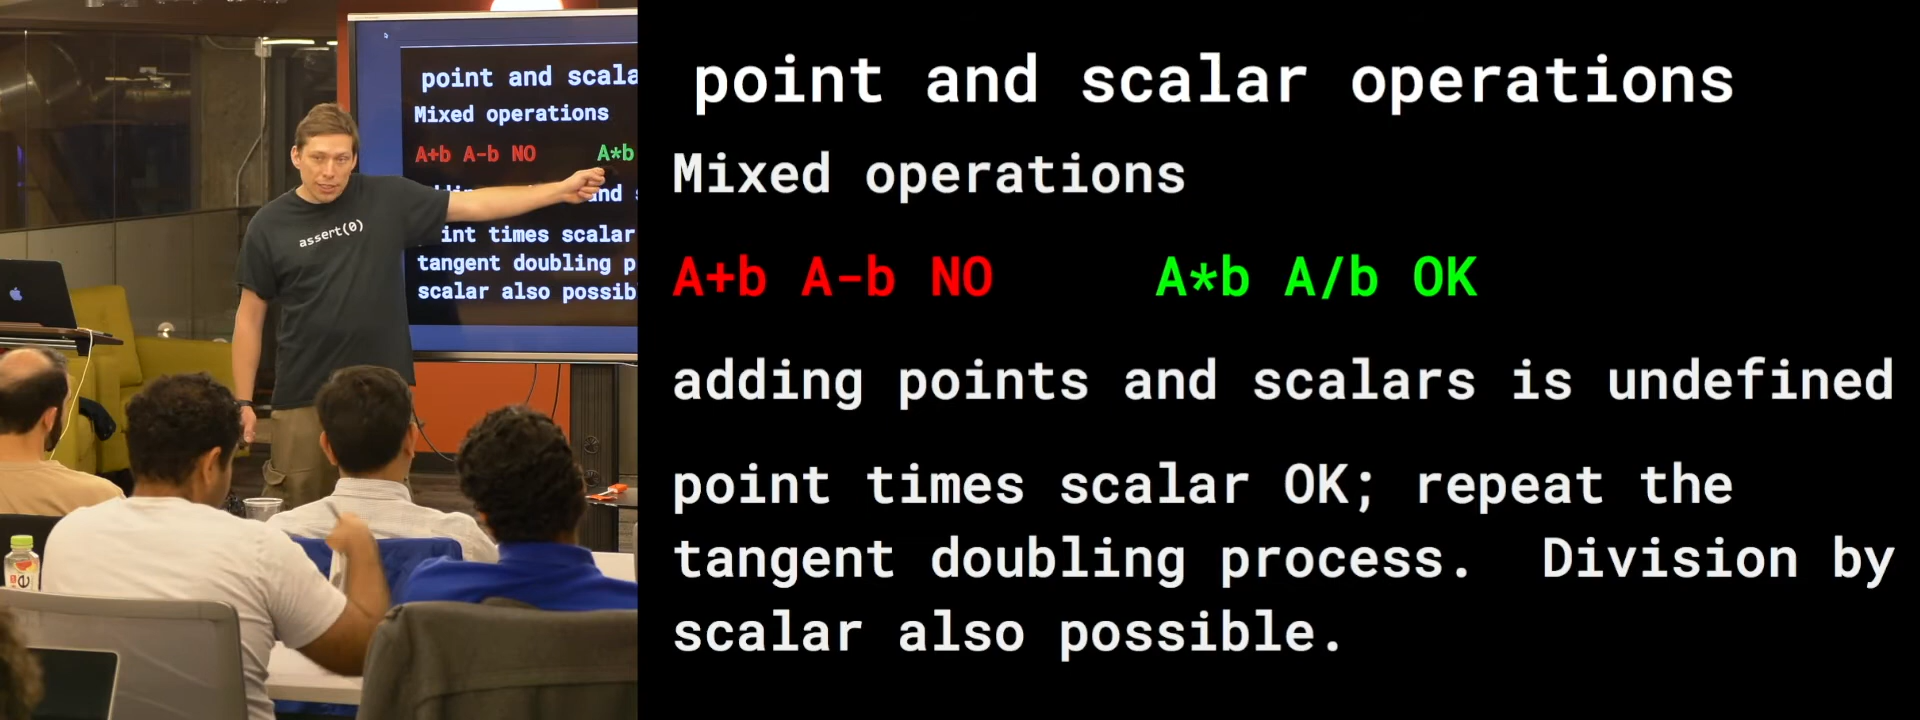 point and scala
Mixed operations
A+b A-b NO A*b
and s
int times scalar
tangent doubling p
scalar also possib
assert(0)
point and scalar operations
Mixed operations
A+b A-b NO A*b A/b OK
adding points and scalars is undefined
point times scalar OK; repeat the
tangent doubling process. Division by
scalar also possible.